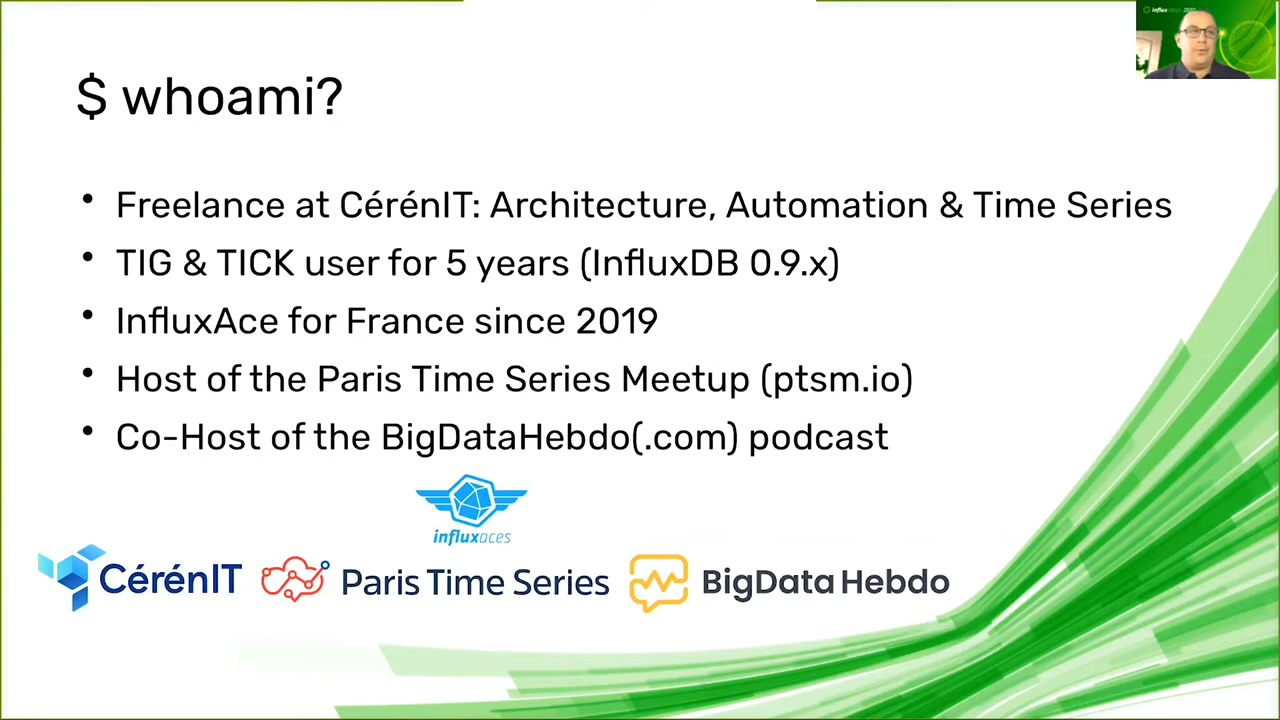 $ whoami?
• Freelance at CérénIT: Architecture, Automation & Time Series
• TIG & TICK user for 5 years (InfluxDB 0.9.x)
• InfluxAce for France since 2019
• Host of the Paris Time Series Meetup (ptsm.io)
• Co-Host of the BigDataHebdo(.com) podcast
influxaces
CérénIT
Paris Time Series
BigData Hebdo
influx